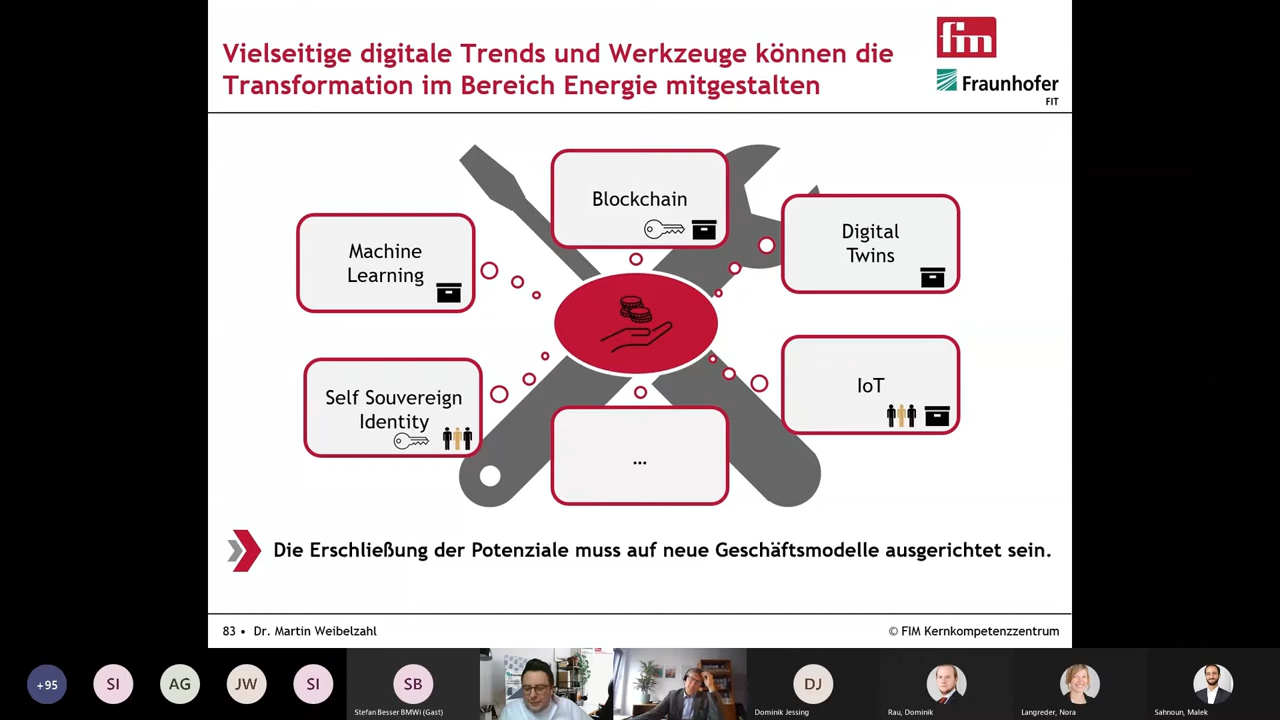 Vielseitige digitale Trends und Werkzeuge können die
Transformation im Bereich Energie mitgestalten
fim
Fraunhofer
FIT
Blockchain
Digital
Twins
Machine
Learning
Self Souvereign
Identity
IoT
...
Die Erschließung der Potenziale muss auf neue Geschäftsmodelle ausgerichtet sein.
83 • Dr. Martin Weibelzahl
© FIM Kernkompetenzzentrum
+95
SI
AG
JW
SI
SB
DJ
Stefan Besser BMWi (Gast)
Dominik Jessing
Rau, Dominik
Langreder, Nora
Sahnoun, Malek